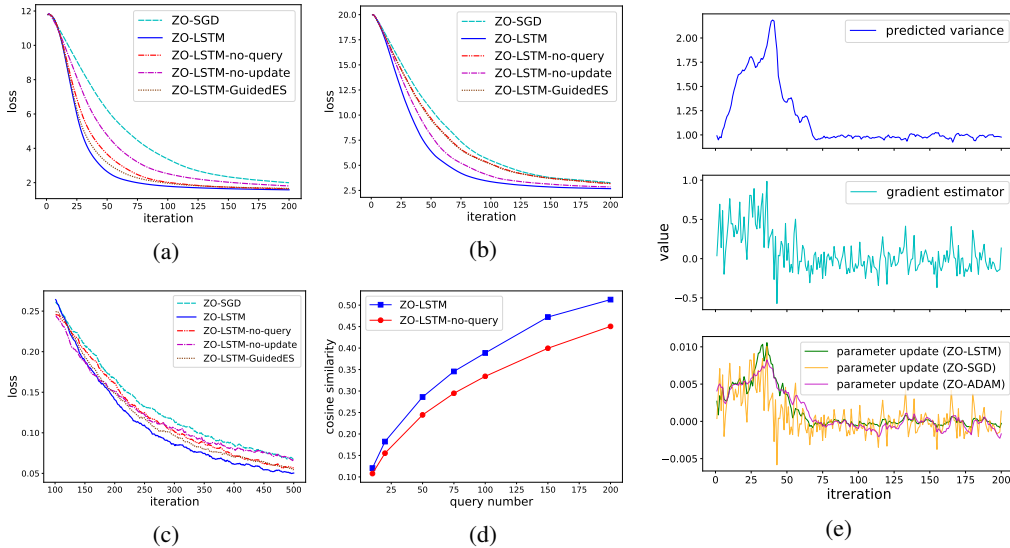 12
10
8
6
4
2
0
25
50
75
100
125
150
175
200
loss
iteration
ZO-SGD
ZO-LSTM
ZO-LSTM-no-query
ZO-LSTM-no-update
ZO-LSTM-GuidedES
(a)
20.0
17.5
15.0
12.5
10.0
7.5
5.0
2.5
0
25
50
75
100
125
150
175
200
loss
iteration
ZO-SGD
ZO-LSTM
ZO-LSTM-no-query
ZO-LSTM-no-update
ZO-LSTM-GuidedES
(b)
0.25
0.20
0.15
0.10
0.05
100
150
200
250
300
350
400
450
500
loss
iteration
ZO-SGD
ZO-LSTM
ZO-LSTM-no-query
ZO-LSTM-no-update
ZO-LSTM-GuidedES
(c)
0.50
0.45
0.40
0.35
0.30
0.25
0.20
0.15
0.10
25
50
75
100
125
150
175
200
cosine similarity
query number
ZO-LSTM
ZO-LSTM-no-query
(d)
2.00
1.75
1.50
1.25
1.00
predicted variance
1.0
0.5
0.0
−0.5
value
gradient estimator
0.010
0.005
0.000
−0.005
parameter update (ZO-LSTM)
parameter update (ZO-SGD)
parameter update (ZO-ADAM)
0
25
50
75
100
125
150
175
200
itreration
(e)